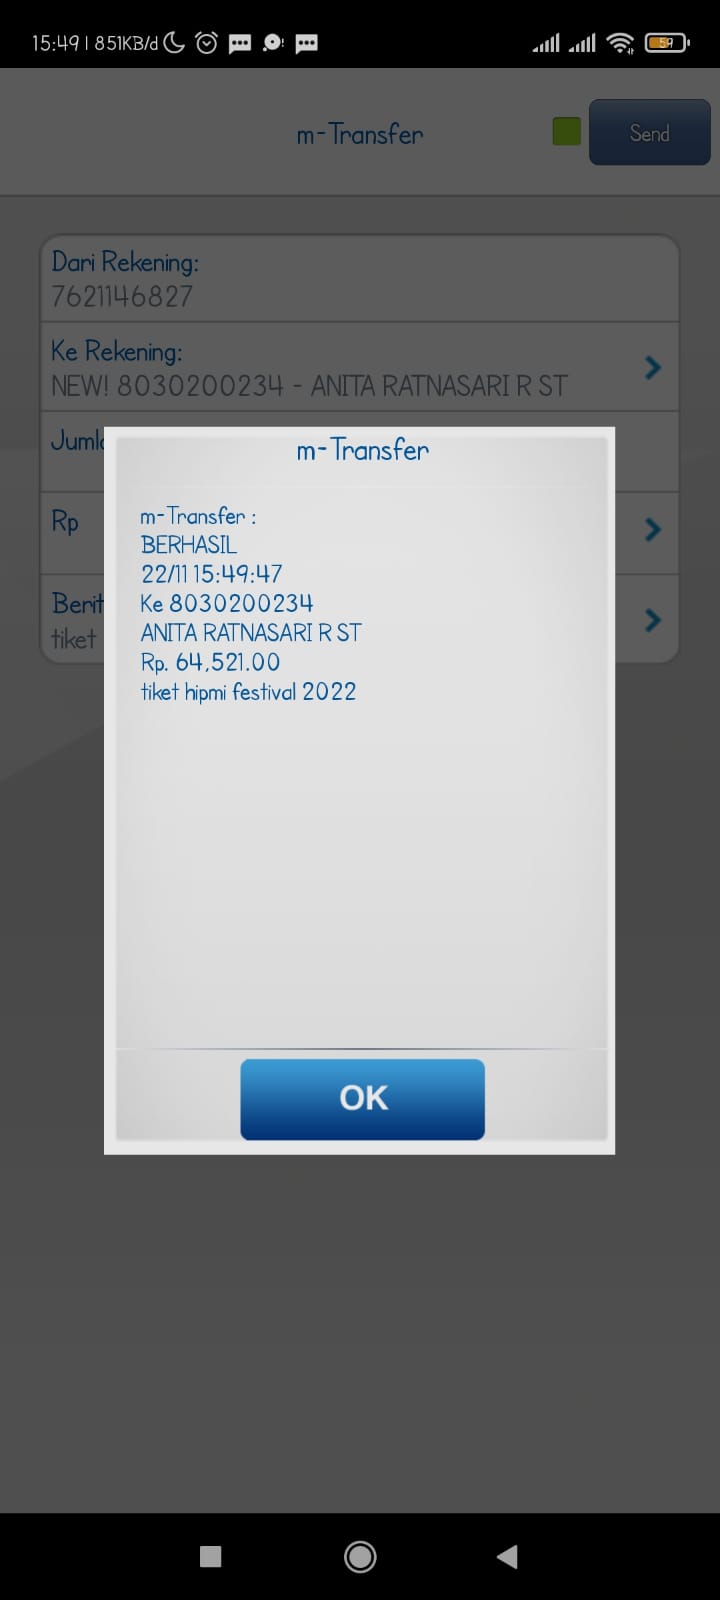 15:49 | 851KB/d
59
m-Transfer
Send
Dari Rekening:
7621146827
Ke Rekening:
NEW! 8030200234 - ANITA RATNASARI R ST
Rp
tiket
m-Transfer
m-Transfer :
BERHASIL
22/11 15:49:47
Ke 8030200234
ANITA RATNASARI R ST
Rp. 64,521.00
tiket hipmi festival 2022
OK